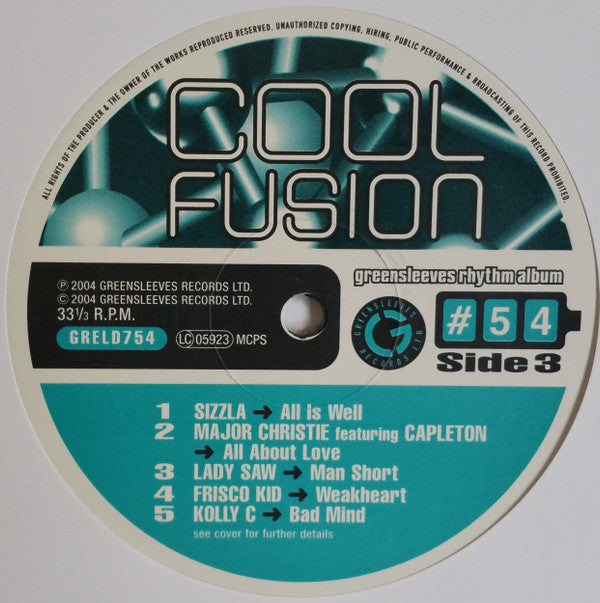 ALL RIGHTS OF THE PRODUCER & THE OWNER OF THE WORKS REPRODUCED RESERVED. UNAUTHORIZED COPYING, HIRING, PUBLIC PERFORMANCE & BROADCASTING OF THIS RECORD PROHIBITED.
COOL
FUSION
℗ 2004 GREENSLEEVES RECORDS LTD.
© 2004 GREENSLEEVES RECORDS LTD.
33⅓ R.P.M.
GRELD754 LC 05923 MCPS
greensleeves rhythm album
GREENSLEEVES RECORDS LTD
G
#54
Side 3
1 SIZZLA → All is Well
2 MAJOR CHRISTIE featuring CAPLETON
→ All About Love
3 LADY SAW → Man Short
4 FRISCO KID → Weakheart
5 KOLLY C → Bad Mind
see cover for further details